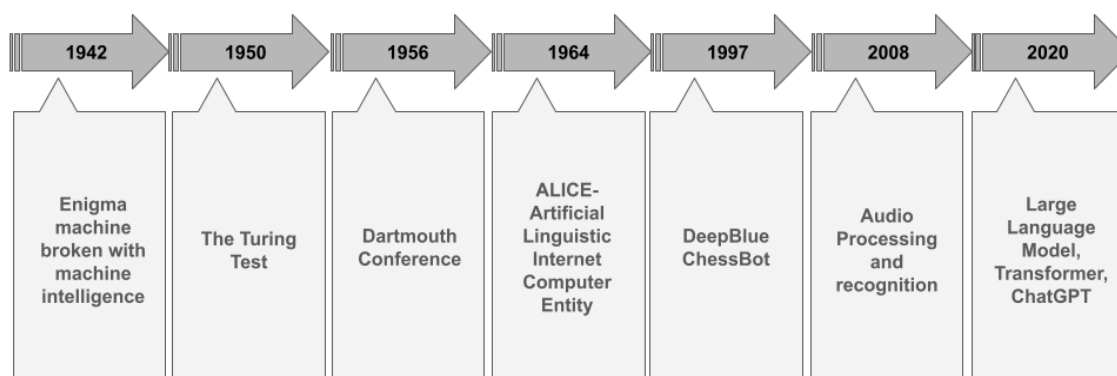 1942
1950
1956
1964
1997
2008
2020
Enigma
machine
broken with
machine
intelligence
The Turing
Test
Dartmouth
Conference
ALICE-
Artificial
Linguistic
Internet
Computer
Entity
DeepBlue
ChessBot
Audio
Processing
and
recognition
Large
Language
Model,
Transformer,
ChatGPT